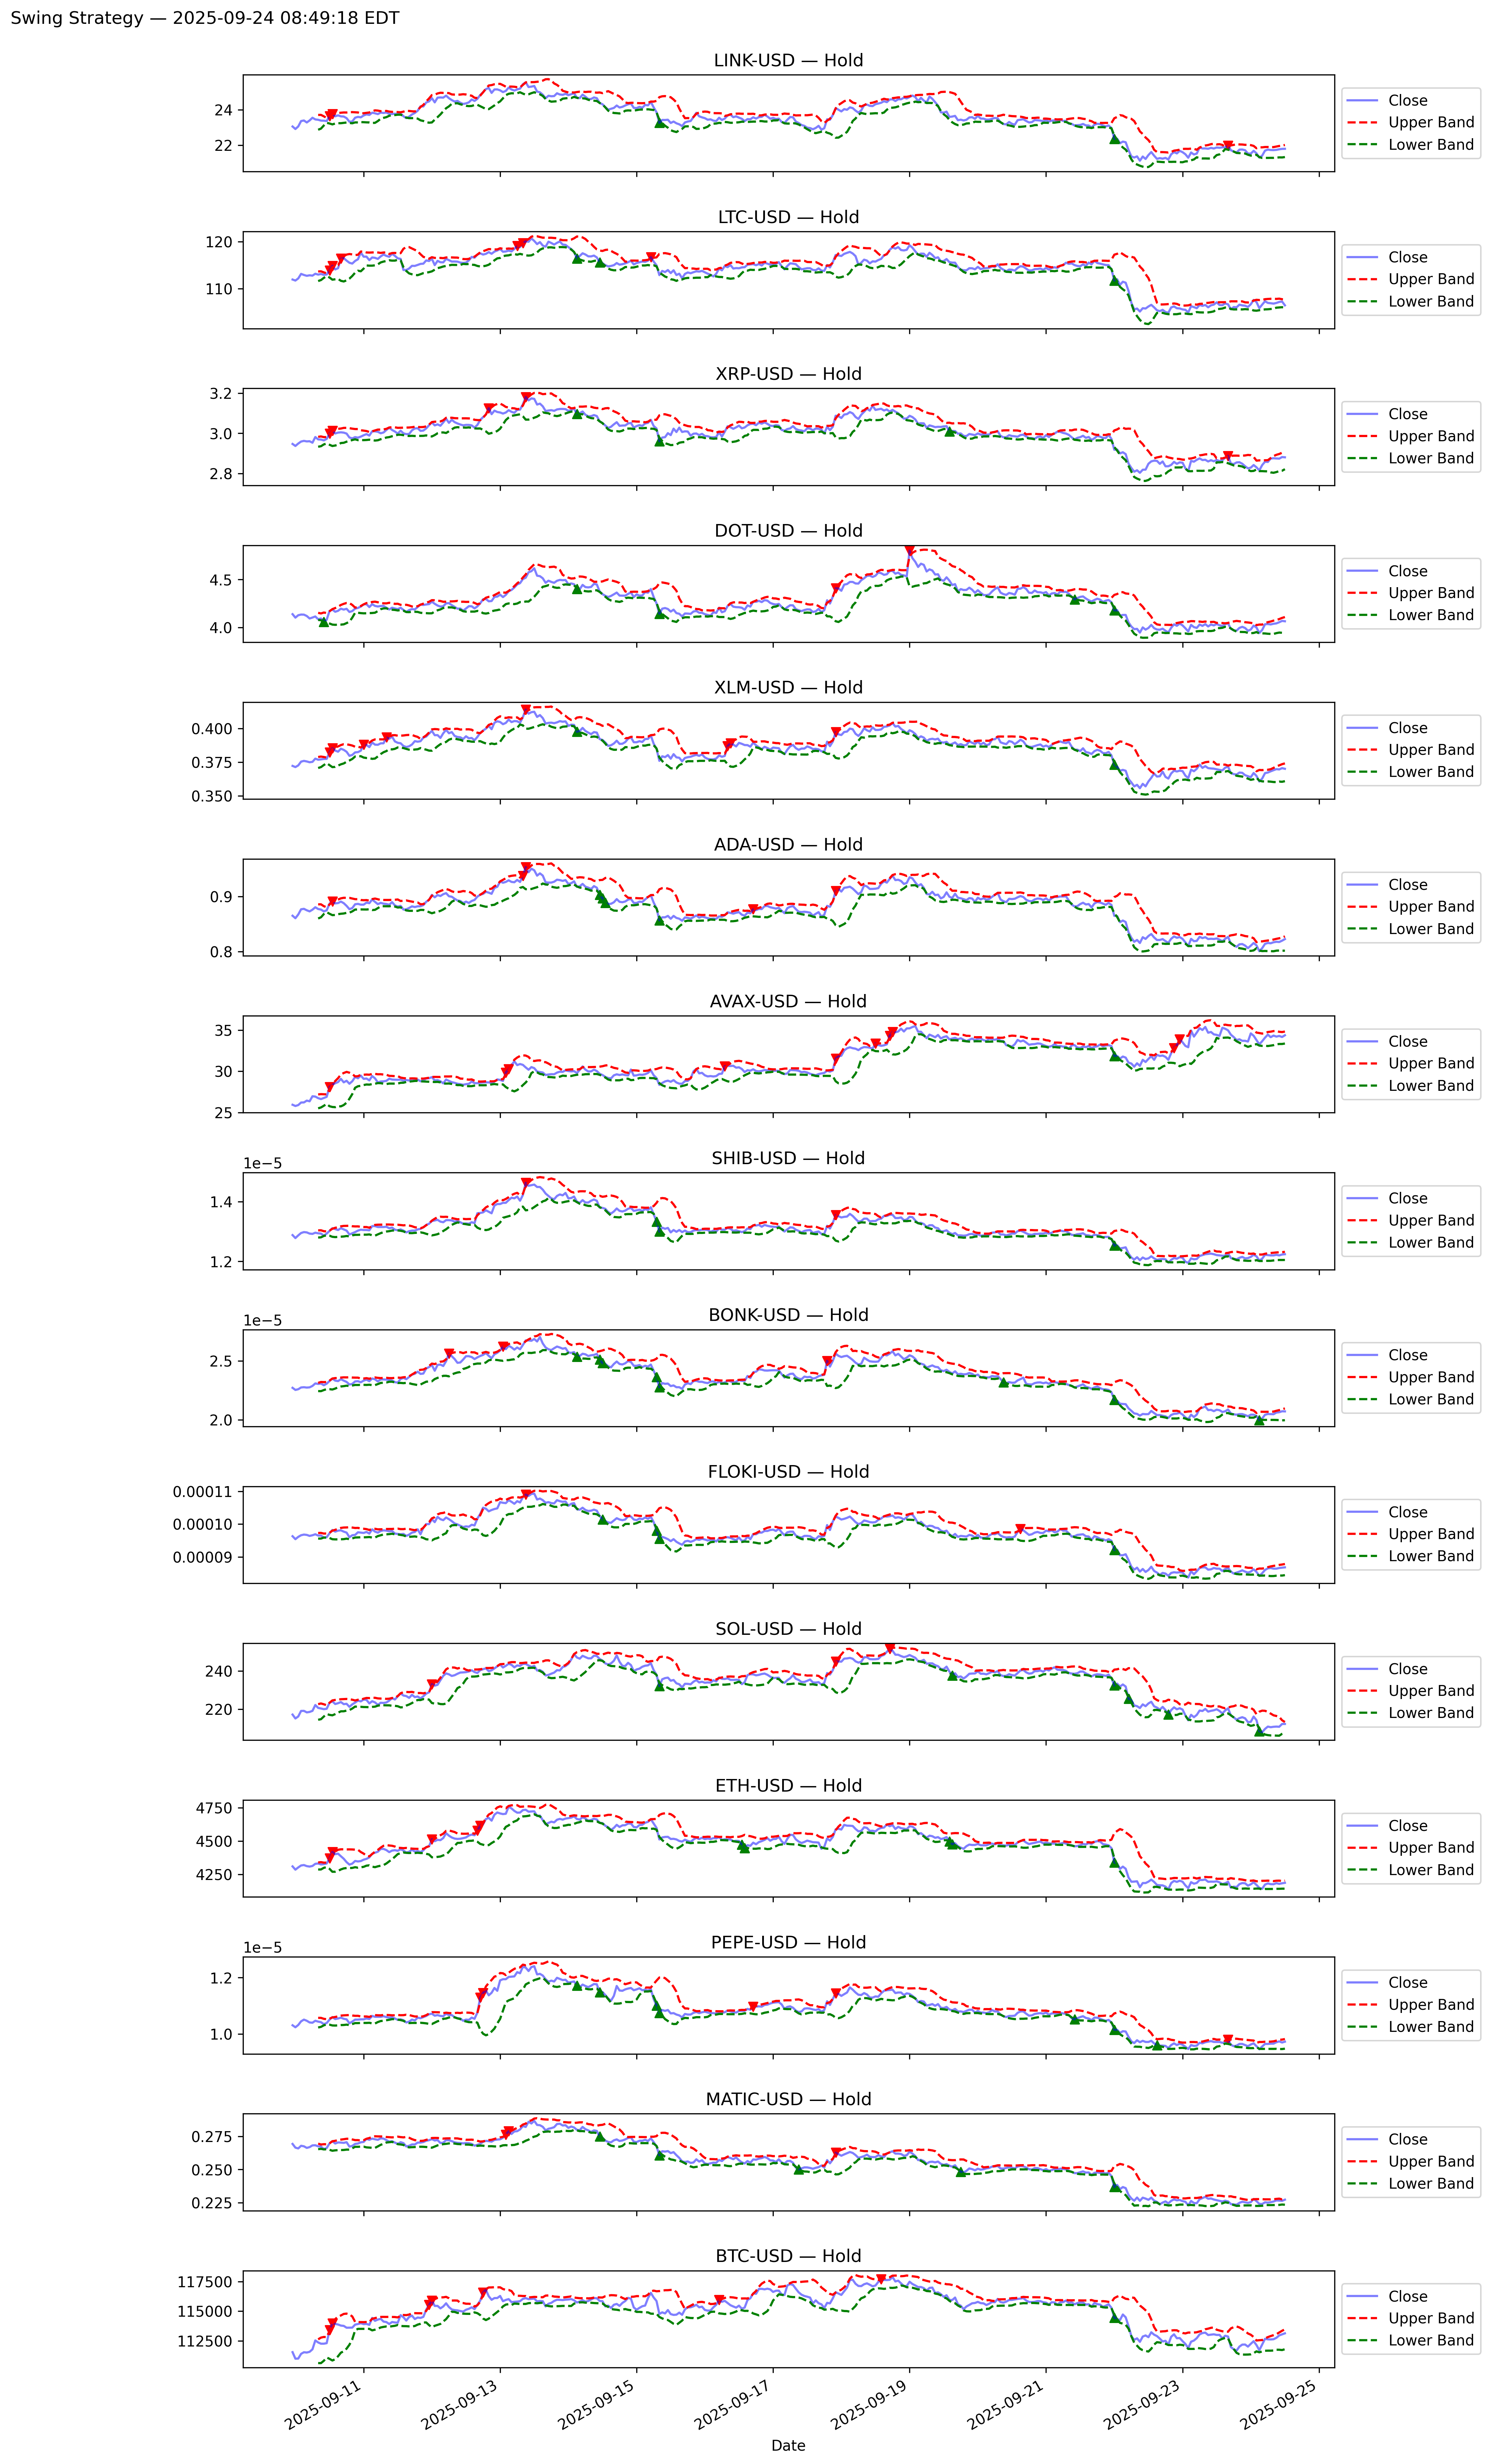 Swing Strategy — 2025-09-24 08:49:18 EDT
LINK-USD — Hold
24
22
Close
Upper Band
Lower Band
LTC-USD — Hold
120
110
Close
Upper Band
Lower Band
XRP-USD — Hold
3.2
3.0
2.8
Close
Upper Band
Lower Band
DOT-USD — Hold
4.5
4.0
Close
Upper Band
Lower Band
XLM-USD — Hold
0.400
0.375
0.350
Close
Upper Band
Lower Band
ADA-USD — Hold
0.9
0.8
Close
Upper Band
Lower Band
AVAX-USD — Hold
35
30
25
Close
Upper Band
Lower Band
SHIB-USD — Hold
1e−5
1.4
1.2
Close
Upper Band
Lower Band
BONK-USD — Hold
1e−5
2.5
2.0
Close
Upper Band
Lower Band
FLOKI-USD — Hold
0.00011
0.00010
0.00009
Close
Upper Band
Lower Band
SOL-USD — Hold
240
220
Close
Upper Band
Lower Band
ETH-USD — Hold
4750
4500
4250
Close
Upper Band
Lower Band
PEPE-USD — Hold
1e−5
1.2
1.0
Close
Upper Band
Lower Band
MATIC-USD — Hold
0.275
0.250
0.225
Close
Upper Band
Lower Band
BTC-USD — Hold
117500
115000
112500
Close
Upper Band
Lower Band
2025-09-11
2025-09-13
2025-09-15
2025-09-17
2025-09-19
2025-09-21
2025-09-23
2025-09-25
Date